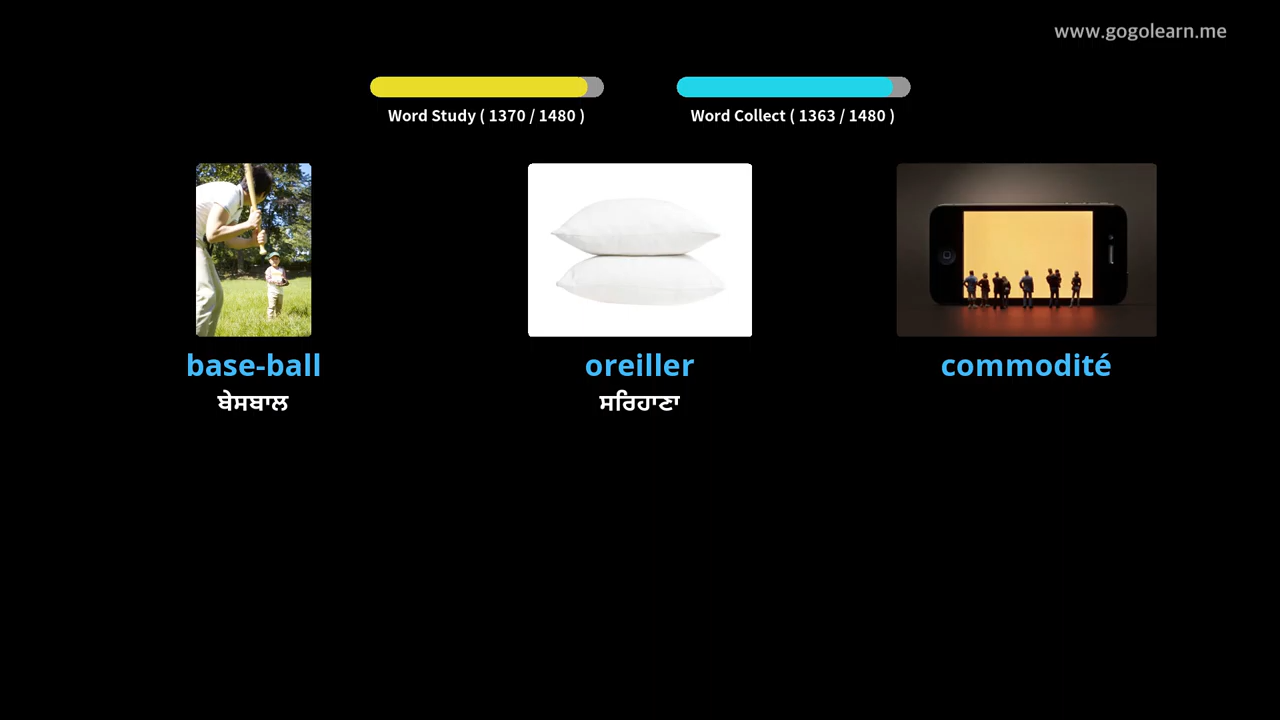 www.gogolearn.me
Word Study ( 1370 / 1480 )
Word Collect ( 1363 / 1480 )
base-ball
oreiller
commodité
ਬੇਸਬਾਲ
ਸਰਿਹਾਣਾ